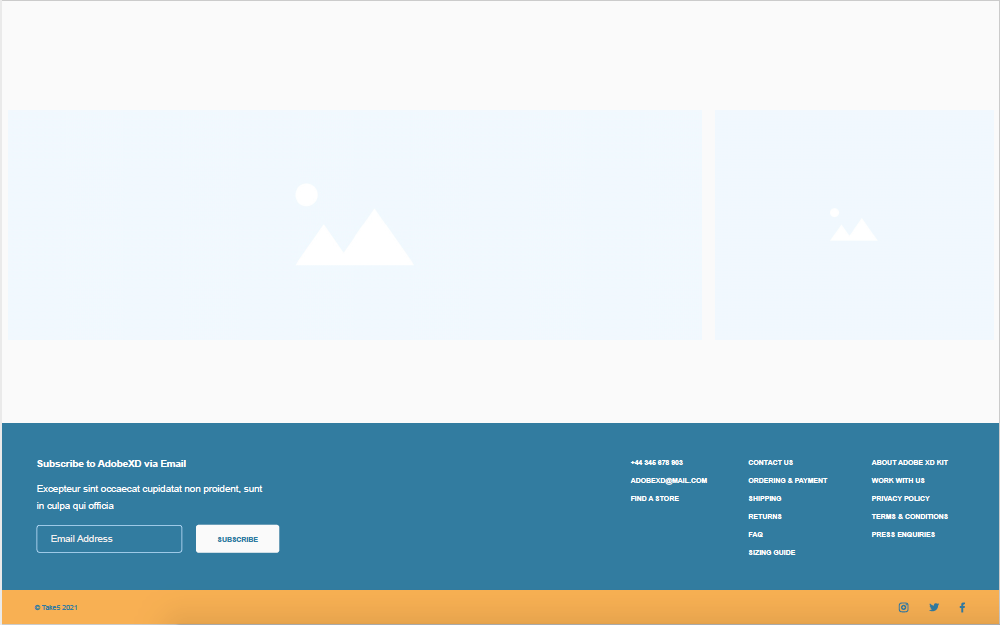 Subscribe to AdobeXD via Email
Excepteur sint occaecat cupidatat non proident, sunt
in culpa qui officia
Email Address
SUBSCRIBE
+44 345 678 903
ADOBEXD@MAIL.COM
FIND A STORE
CONTACT US
ORDERING & PAYMENT
SHIPPING
RETURNS
FAQ
SIZING GUIDE
ABOUT ADOBE XD KIT
WORK WITH US
PRIVACY POLICY
TERMS & CONDITIONS
PRESS ENQUIRIES
© Take5 2021